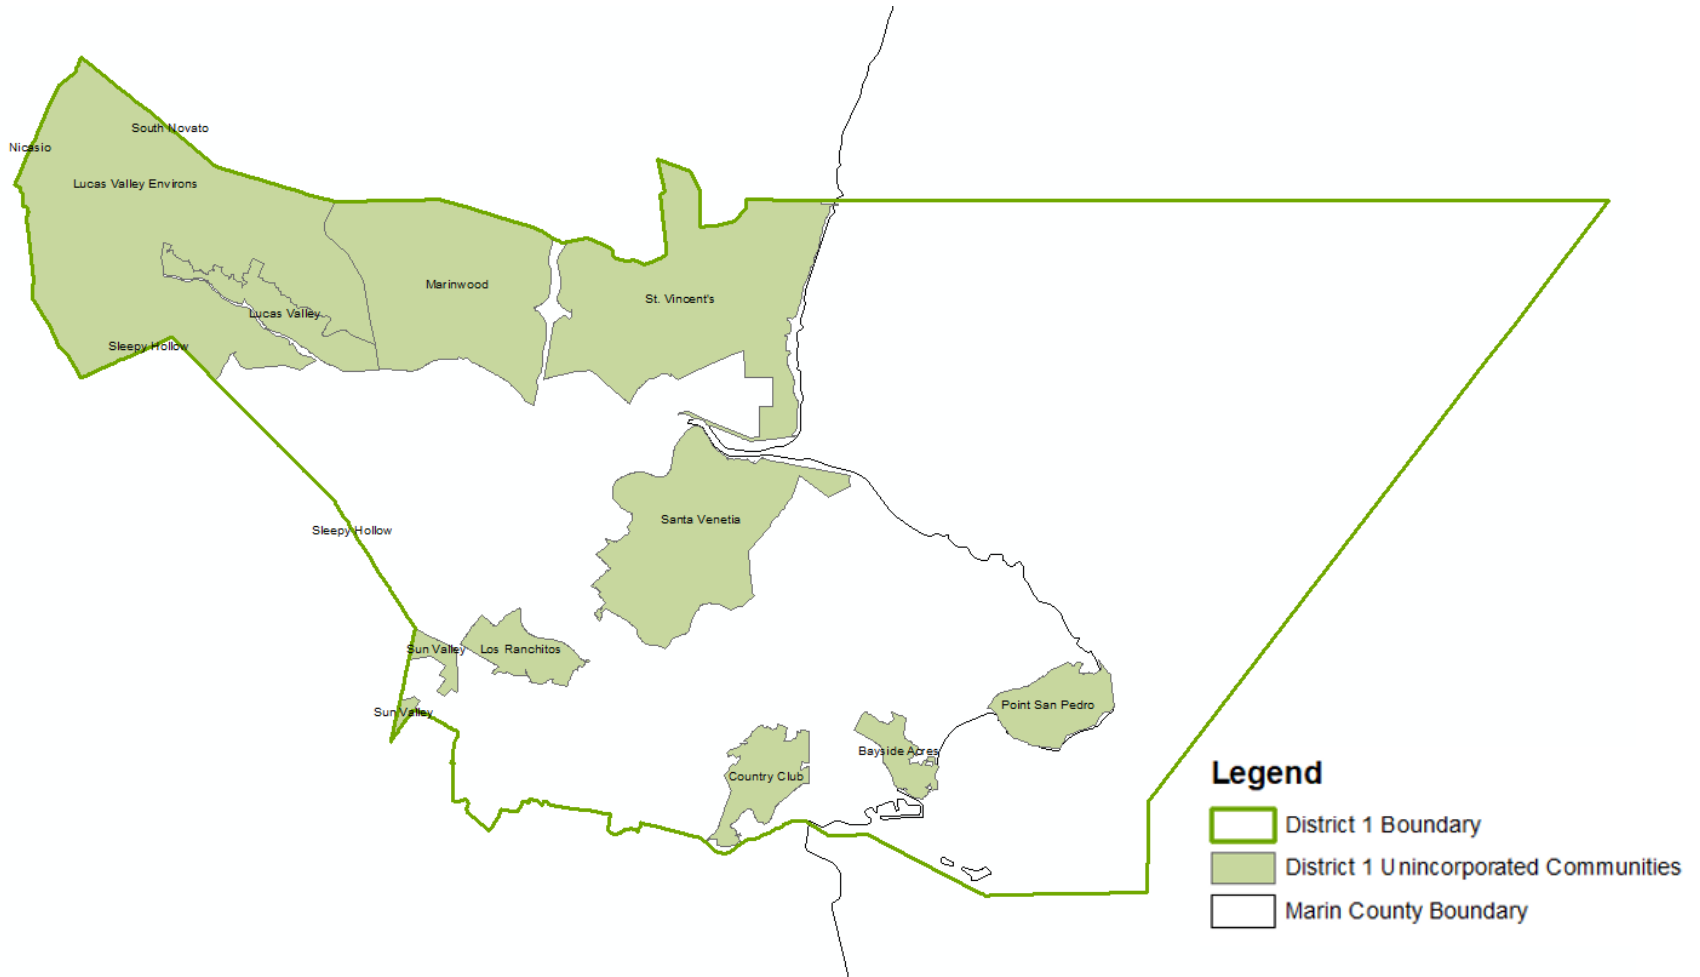 South Novato
Nicasio
Lucas Valley Environs
Marinwood
St. Vincent's
Lucas Valley
Sleepy Hollow
Santa Venetia
Sleepy Hollow
Sun Valley
Los Ranchitos
Point San Pedro
Sun Valley
Bayside Acres
Country Club
Legend
District 1 Boundary
District 1 Unincorporated Communities
Marin County Boundary